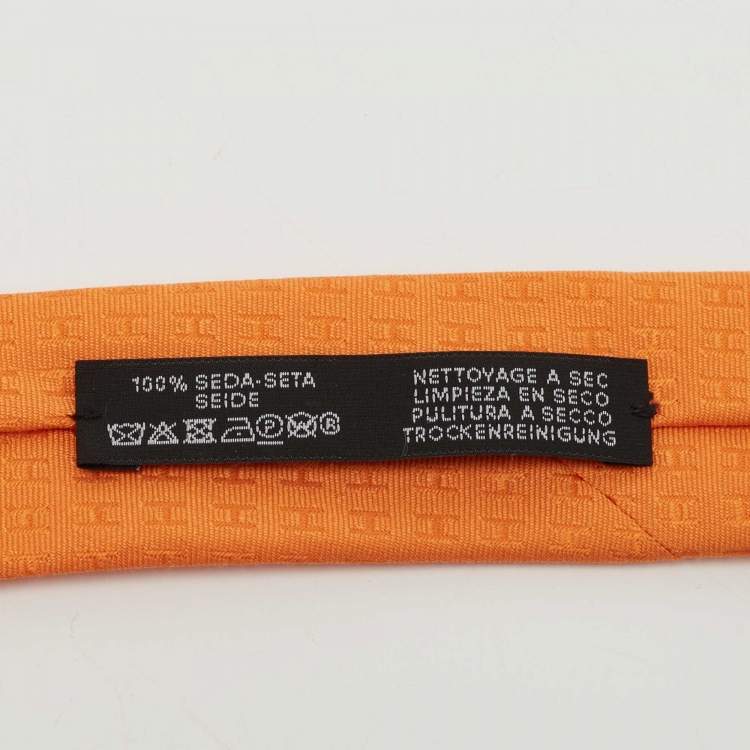 100% SEDA-SETA
SEIDE
NETTOYAGE A SEC
LIMPIEZA EN SECO
PULITURA A SECCO
TROCKENREINIGUNG